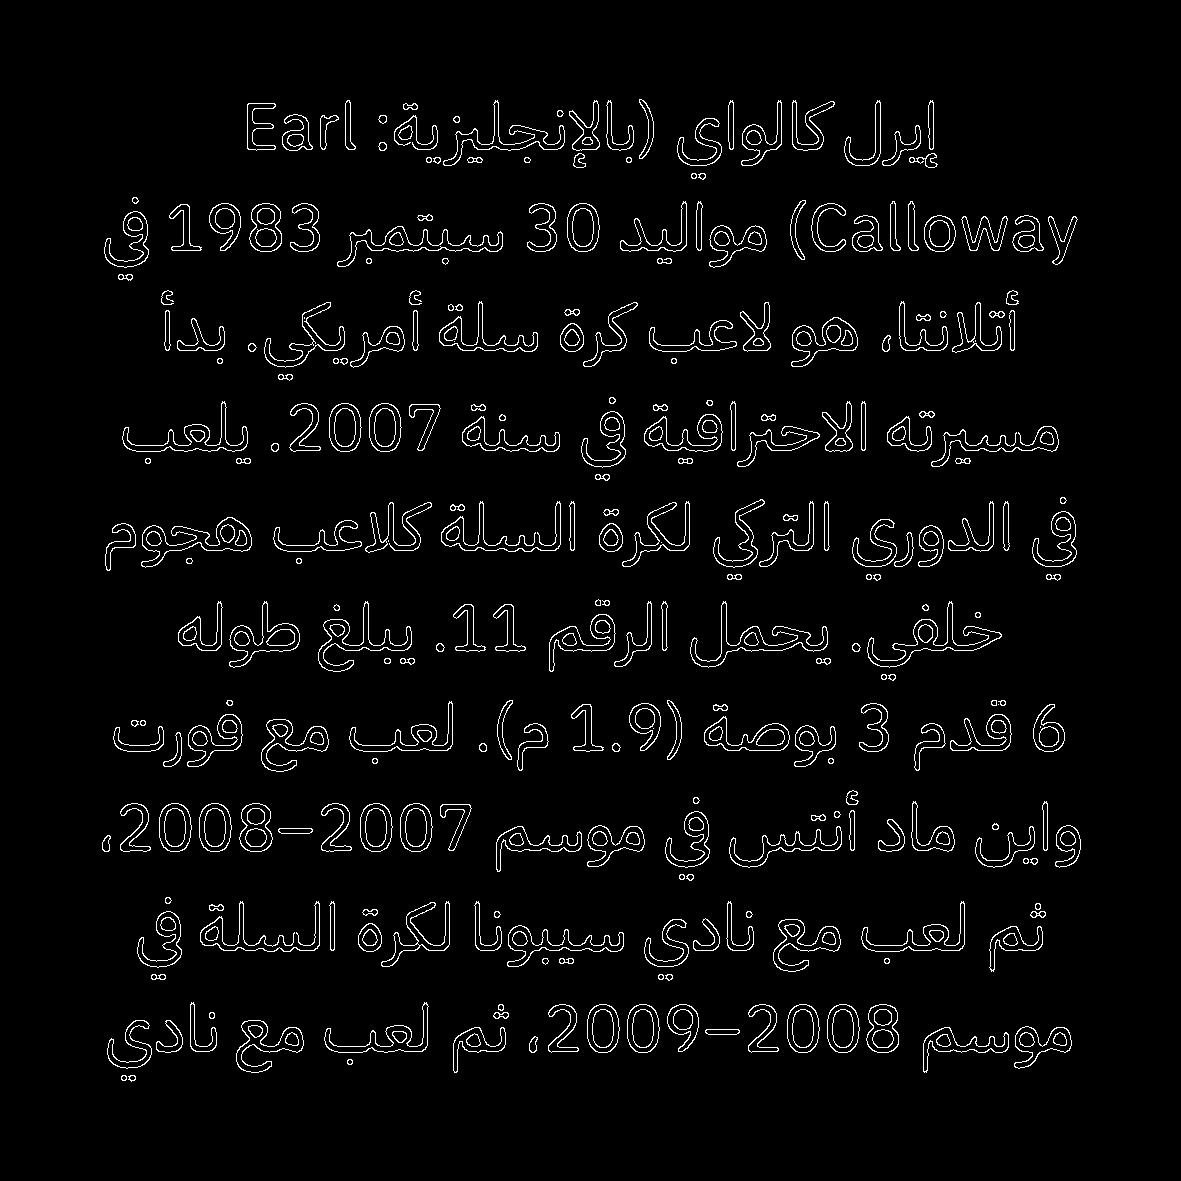 إيرل كالواي (بالإنجليزية: Earl
Calloway) مواليد 30 سبتمبر 1983 في
أتلانتا، هو لاعب كرة سلة أمريكي. بدأ
مسيرته الاحترافية في سنة 2007. يلعب
في الدوري التركي لكرة السلة كلاعب هجوم
خلفي. يحمل الرقم 11. يبلغ طوله
6 قدم 3 بوصة (1.9 م). لعب مع فورت
واين ماد أنتس في موسم 2007–2008،
ثم لعب مع نادي سيبونا لكرة السلة في
موسم 2008–2009، ثم لعب مع نادي